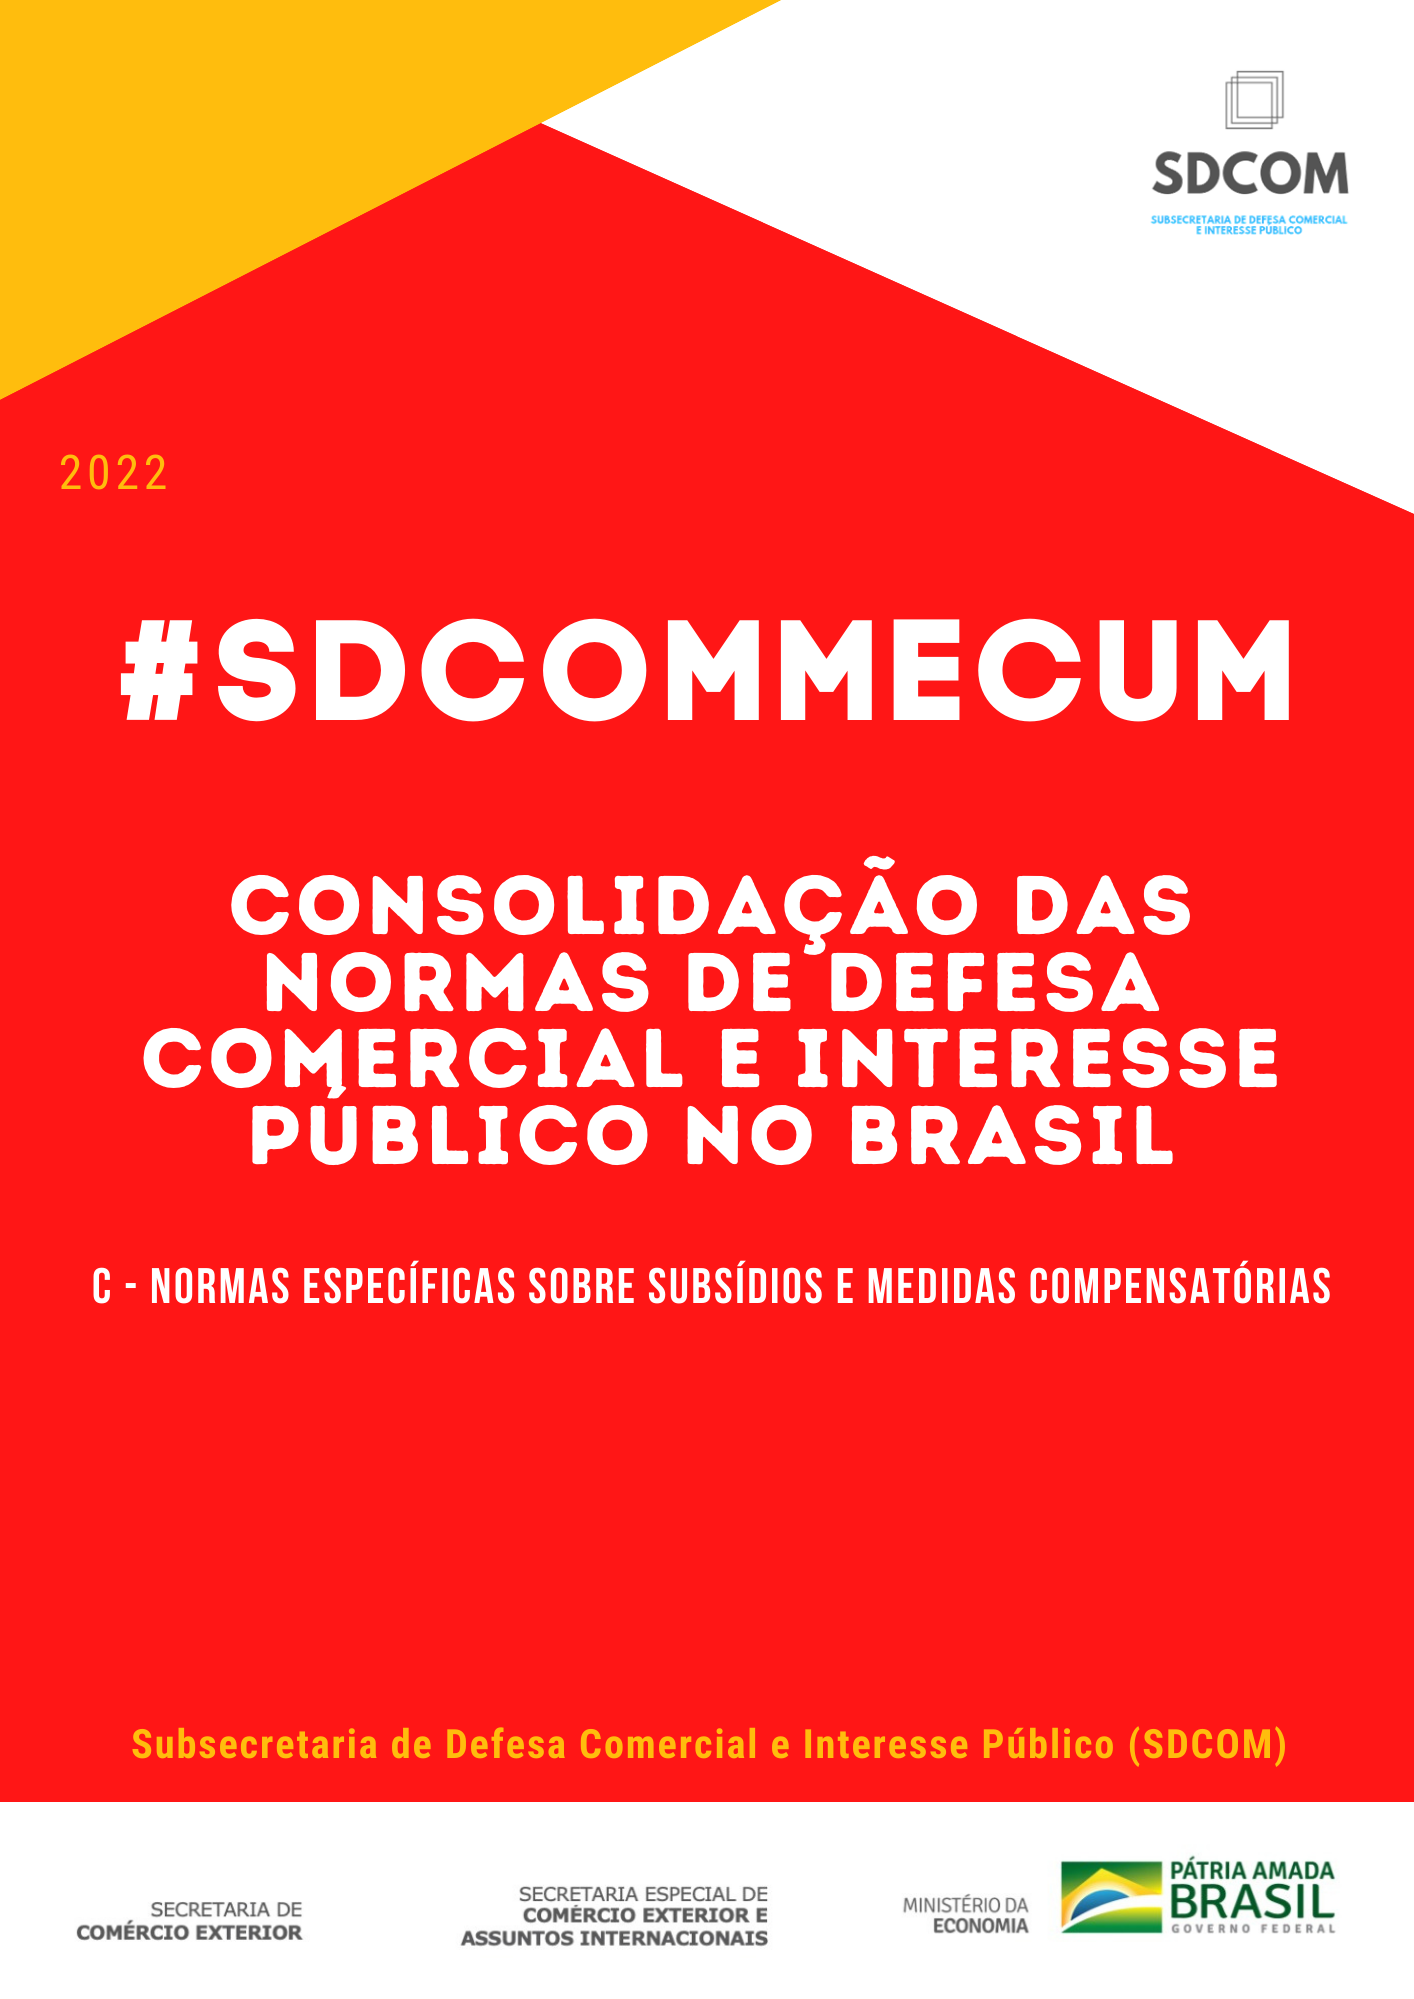 SDCOM
SUBSECRETARIA DE DEFESA COMERCIAL
E INTERESSE PÚBLICO
2022
#SDCOMMECUM
CONSOLIDAÇÃO DAS
NORMAS DE DEFESA
COMERCIAL E INTERESSE
PÚBLICO NO BRASIL
C - NORMAS ESPECÍFICAS SOBRE SUBSÍDIOS E MEDIDAS COMPENSATÓRIAS
Subsecretaria de Defesa Comercial e Interesse Público (SDCOM)
SECRETARIA DE
COMÉRCIO EXTERIOR
SECRETARIA ESPECIAL DE
COMÉRCIO EXTERIOR E
ASSUNTOS INTERNACIONAIS
MINISTÉRIO DA
ECONOMIA
PÁTRIA AMADA
BRASIL
GOVERNO FEDERAL